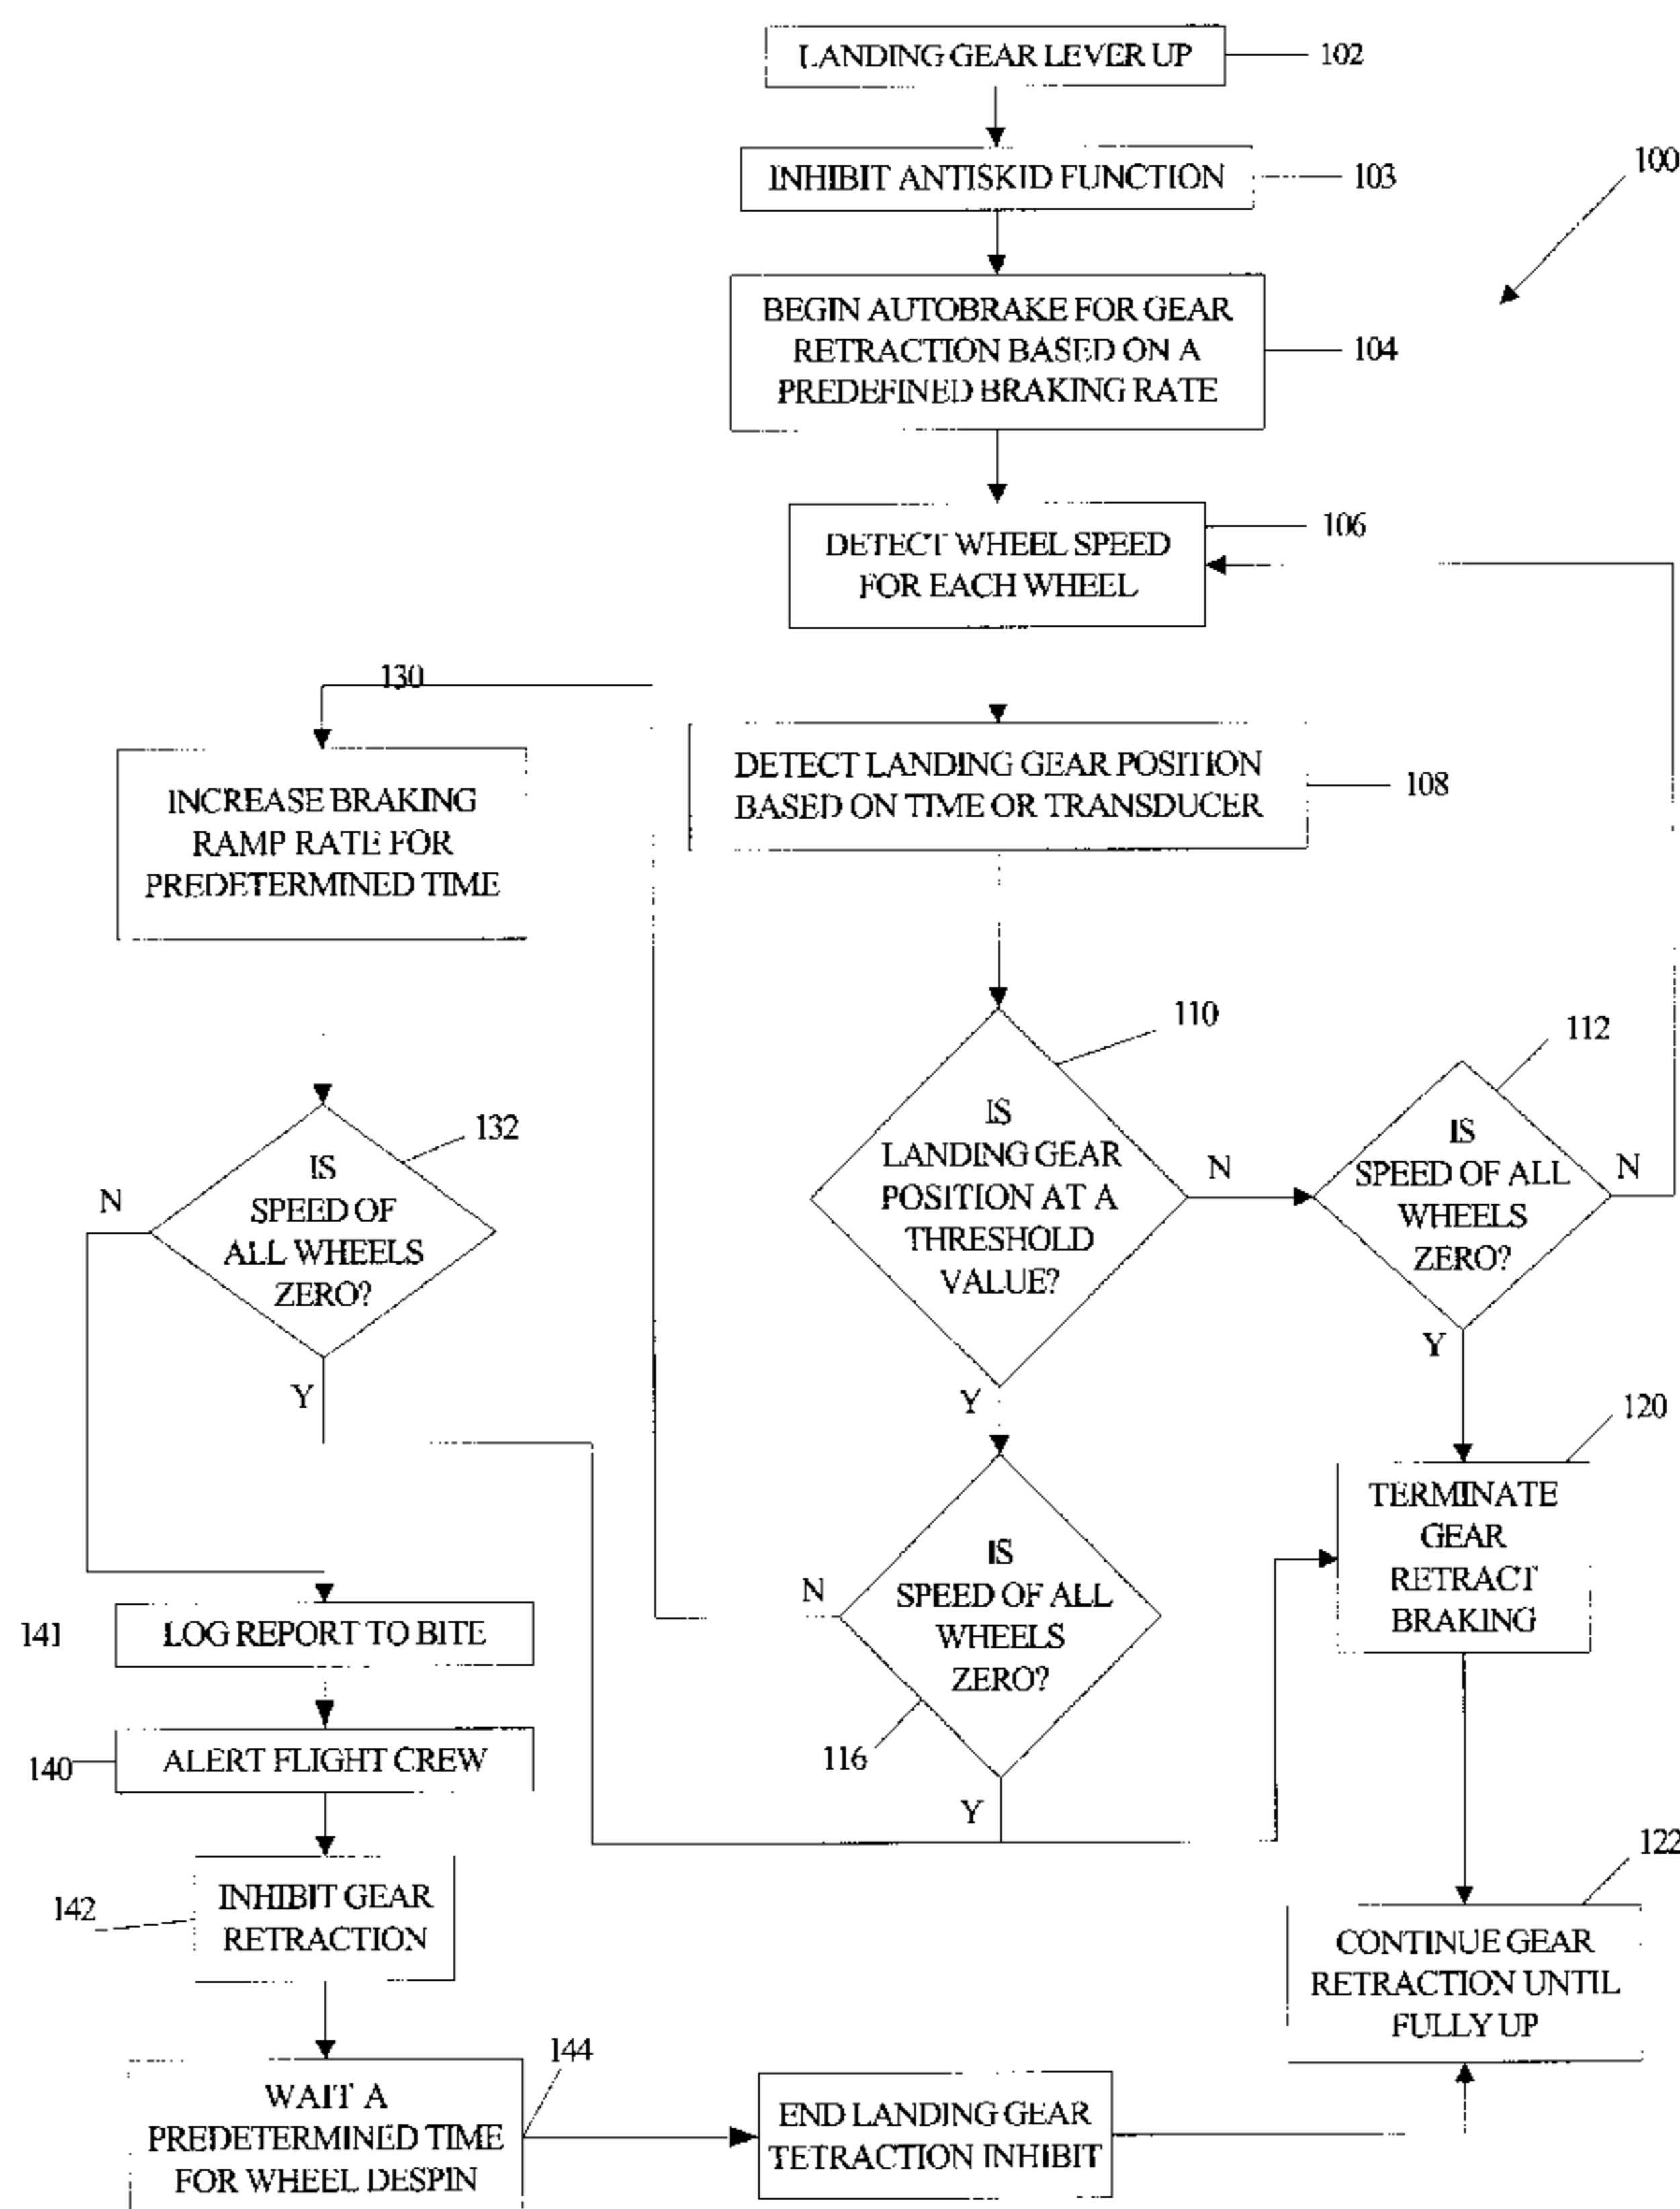 LANDING GEAR LEVER UP
102
INHIBIT ANTISKID FUNCTION
103
100
BEGIN AUTOBRAKE FOR GEAR
RETRACTION BASED ON A
PREDEFINED BRAKING RATE
104
DETECT WHEEL SPEED
FOR EACH WHEEL
106
130
INCREASE BRAKING
RAMP RATE FOR
PREDETERMINED TIME
DETECT LANDING GEAR POSITION
BASED ON TIME OR TRANSDUCER
108
110
IS
LANDING GEAR
POSITION AT A
THRESHOLD
VALUE?
N
Y
112
IS
SPEED OF ALL
WHEELS
ZERO?
N
Y
132
IS
SPEED OF
ALL WHEELS
ZERO?
N
Y
IS
SPEED OF ALL
WHEELS
ZERO?
N
116
Y
120
TERMINATE
GEAR
RETRACT
BRAKING
141
LOG REPORT TO BITE
140
ALERT FLIGHT CREW
142
INHIBIT GEAR
RETRACTION
122
CONTINUE GEAR
RETRACTION UNTIL
FULLY UP
144
WAIT A
PREDETERMINED TIME
FOR WHEEL DESPIN
END LANDING GEAR
TETRACTION INHIBIT